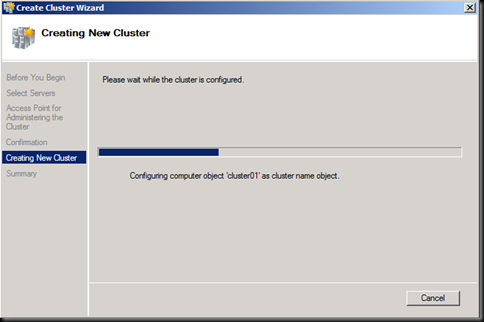 Create Cluster Wizard
Creating New Cluster
Before You Begin
Select Servers
Access Point for
Administering the
Cluster
Confirmation
Creating New Cluster
Summary
Please wait while the cluster is configured.
Configuring computer object 'cluster01' as cluster name object.
Cancel